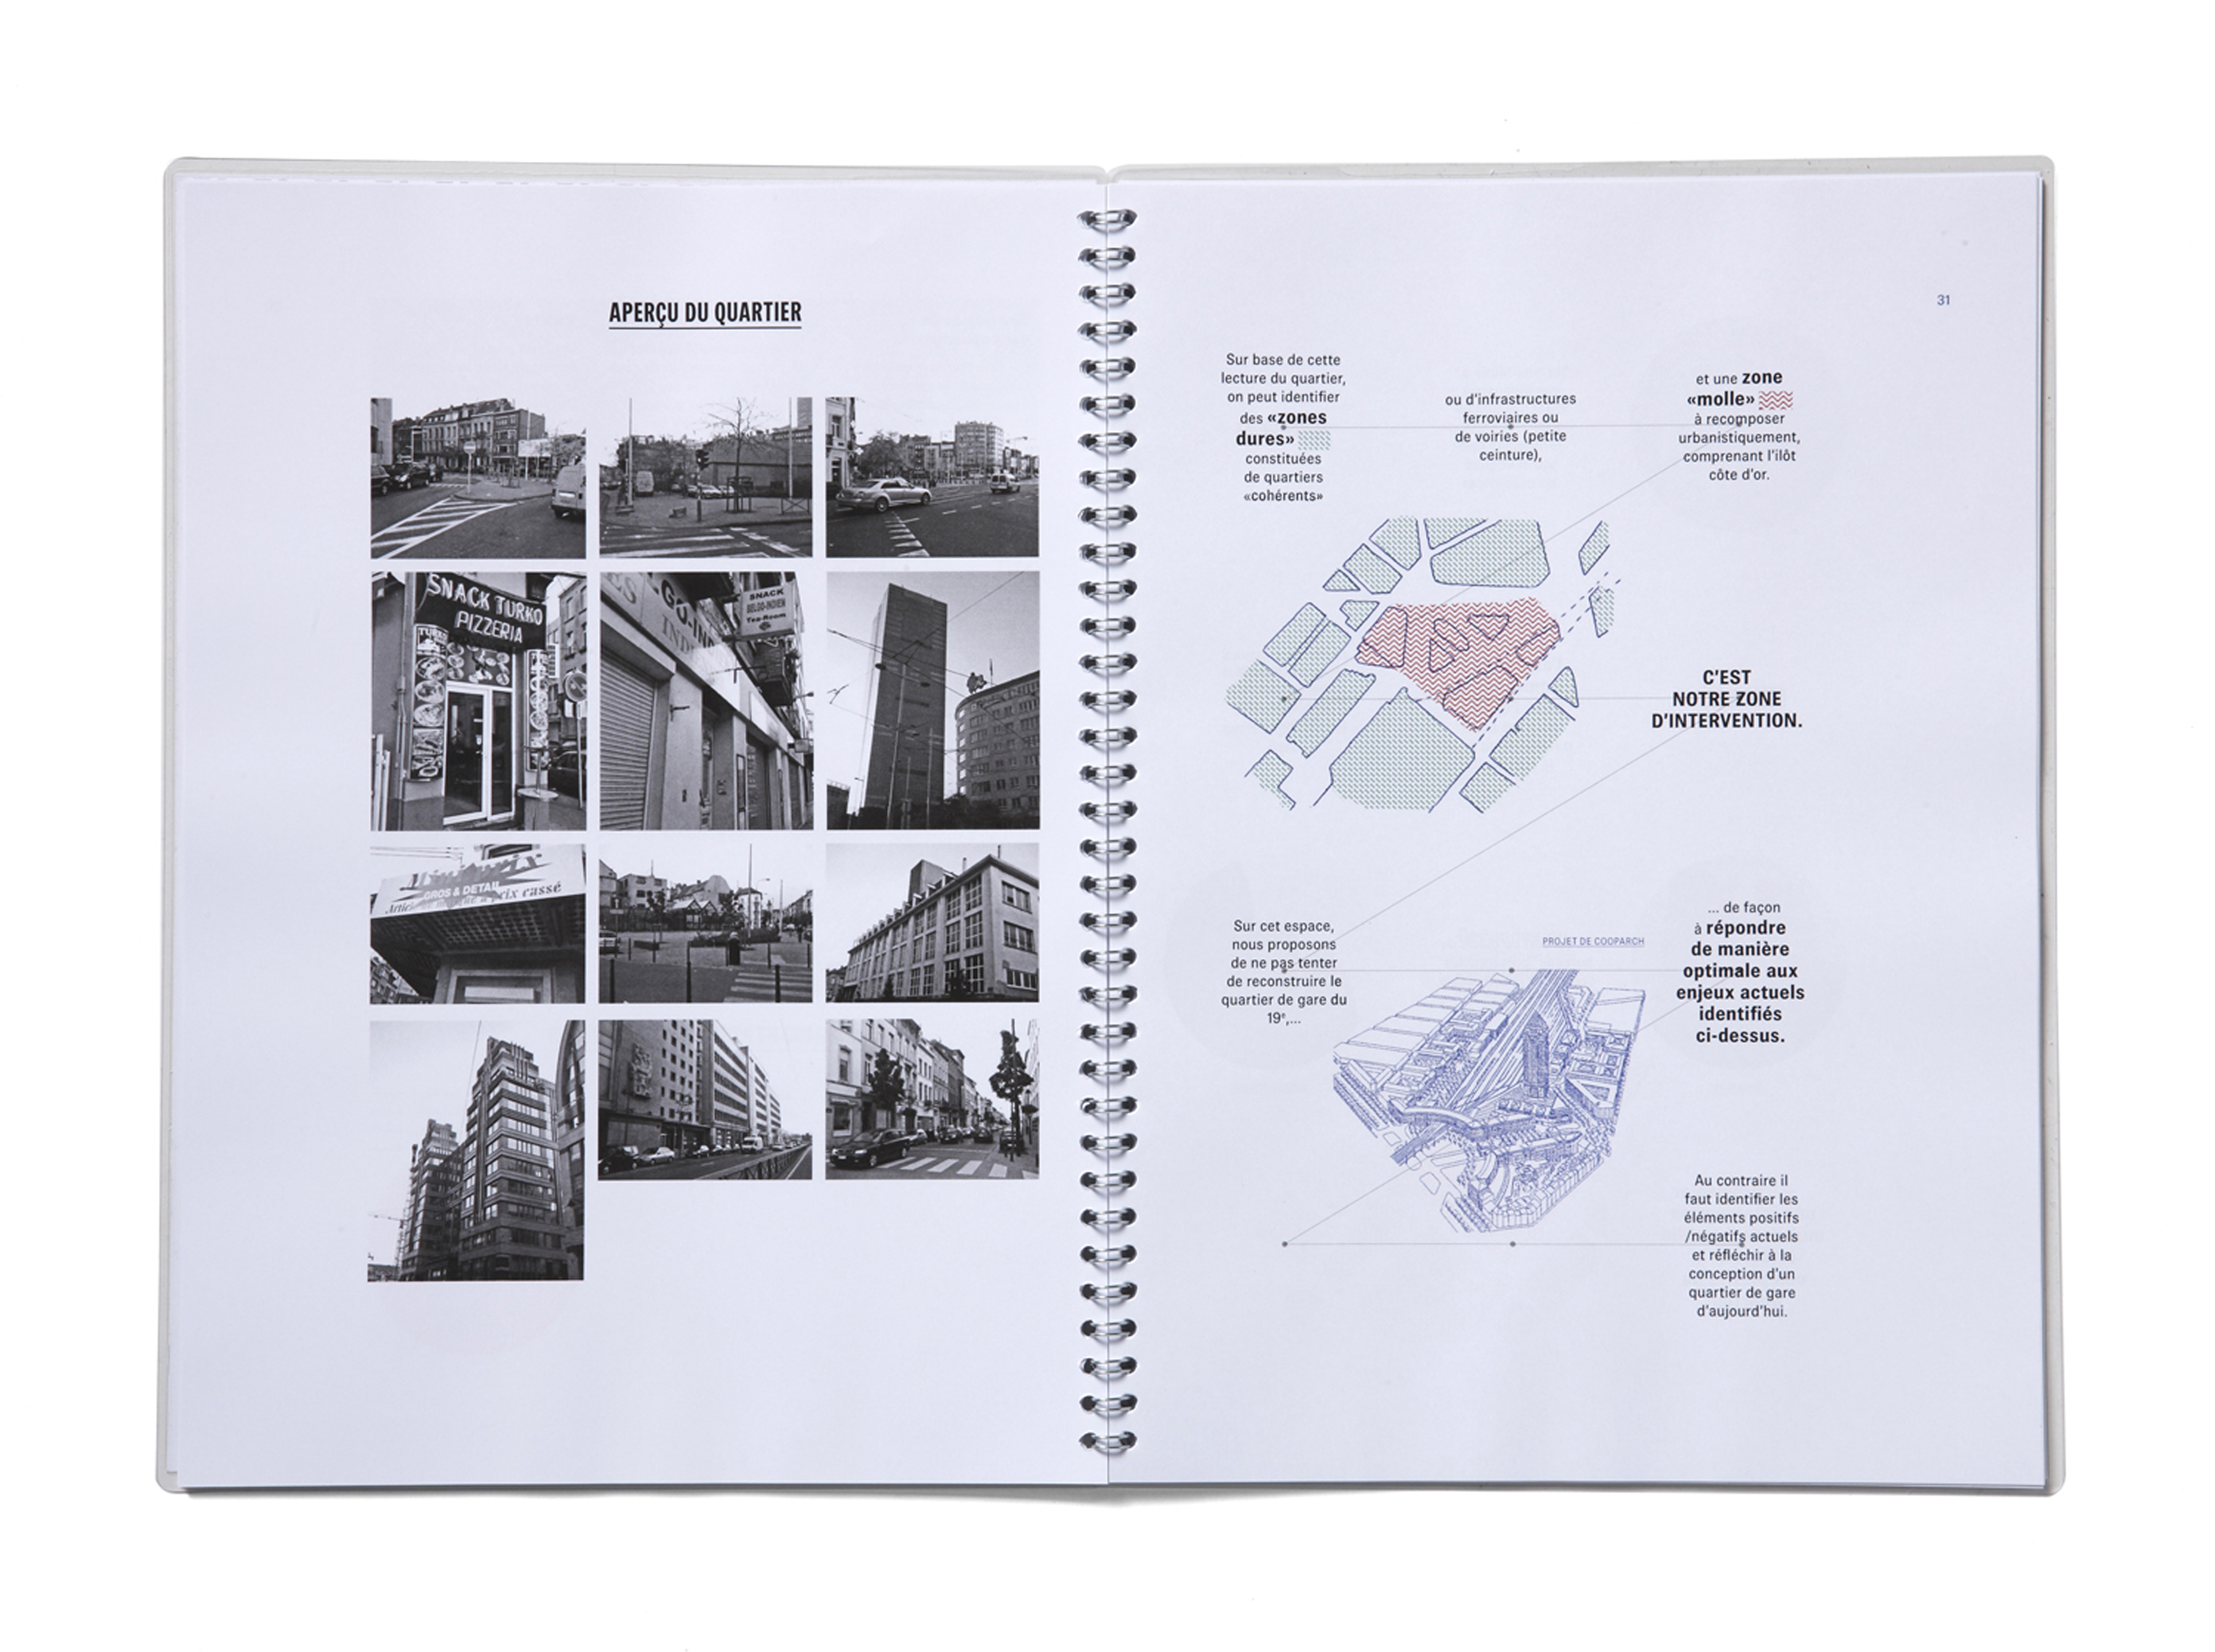 APERÇU DU QUARTIER
SNACK TURKO
PIZZERIA
SNACK
BELGO-INDIEN
Tea-Room
GROS & DETAIL
prix cassé
31
Sur base de cette
lecture du quartier,
on peut identifier
des «zones
dures»
constituées
de quartiers
«cohérents»
ou d'infrastructures
ferroviaires ou
de voiries (petite
ceinture),
et une zone
«molle»
à recomposer
urbanistiquement,
comprenant l'ilôt
côte d'or.
C'EST
NOTRE ZONE
D'INTERVENTION.
Sur cet espace,
nous proposons
de ne pas tenter
de reconstruire le
quartier de gare du
19e,...
PROJET DE COOPARCH
... de façon
à répondre
de manière
optimale aux
enjeux actuels
identifiés
ci-dessus.
Au contraire il
faut identifier les
éléments positifs
/négatifs actuels
et réfléchir à la
conception d'un
quartier de gare
d'aujourd'hui.